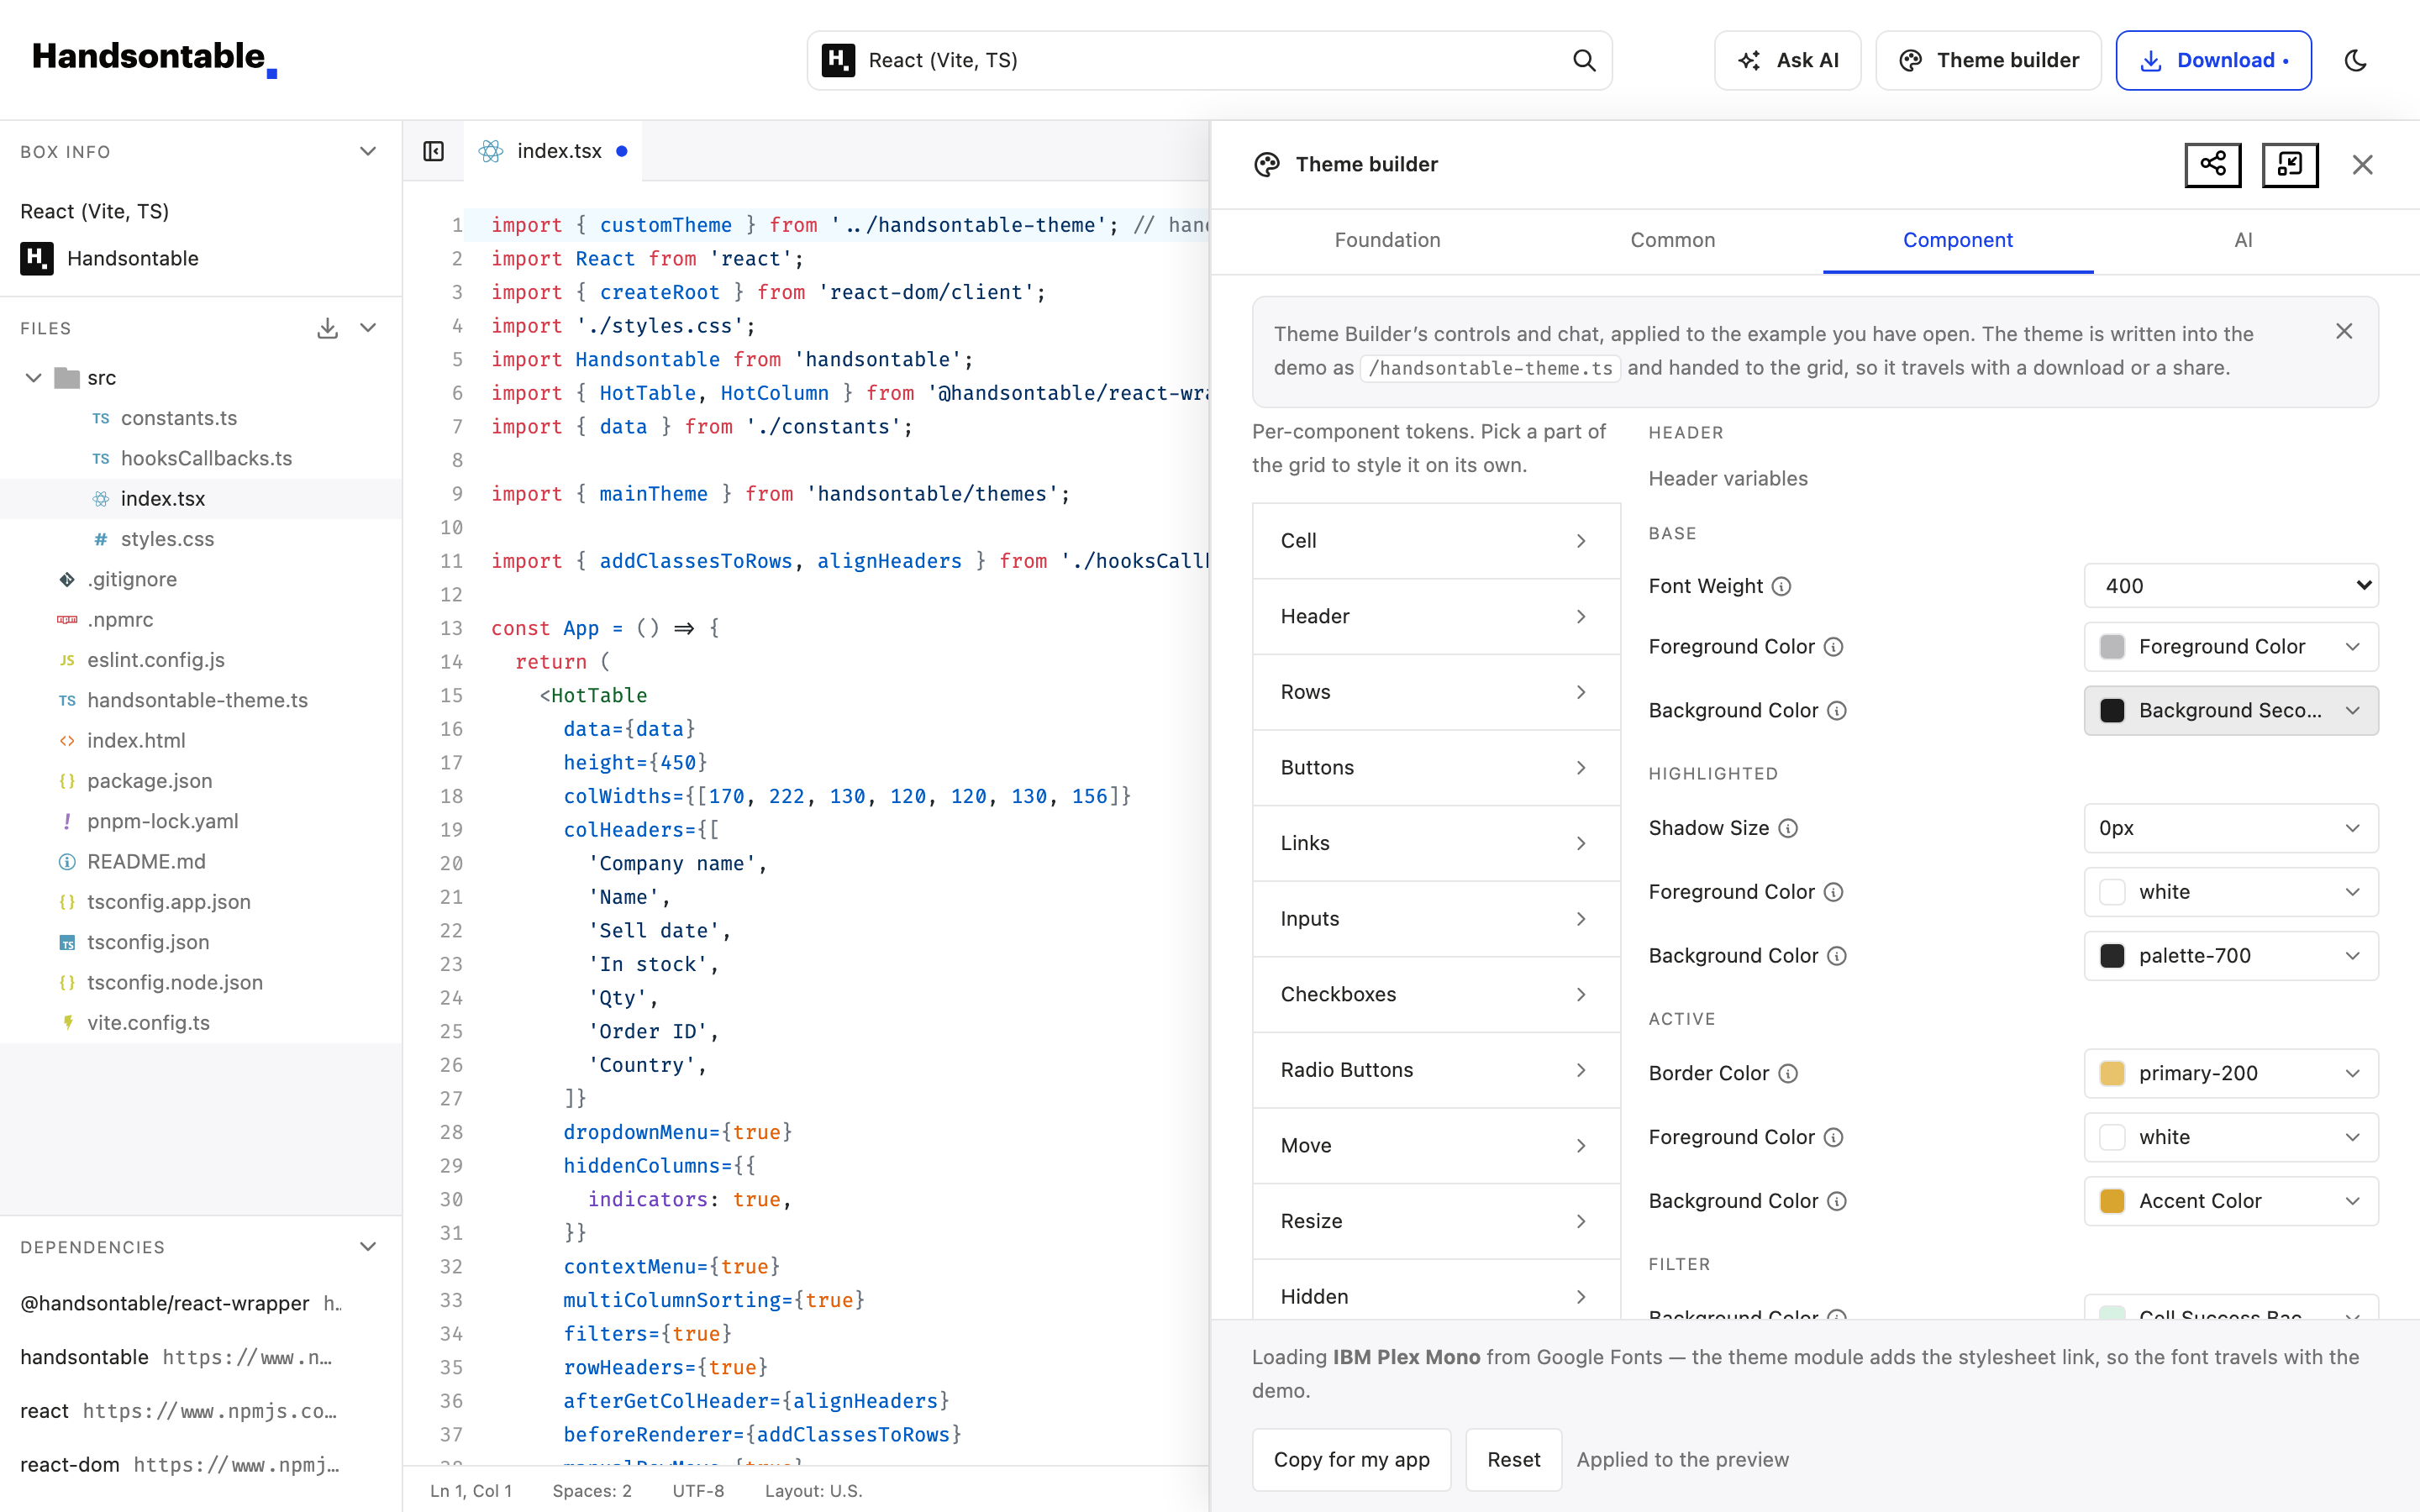 Handsontable
React (Vite, TS)
Ask AI
Theme builder
Download •
BOX INFO
React (Vite, TS)
Handsontable
FILES
src
constants.ts
hooksCallbacks.ts
index.tsx
styles.css
.gitignore
.npmrc
eslint.config.js
handsontable-theme.ts
index.html
package.json
pnpm-lock.yaml
README.md
tsconfig.app.json
tsconfig.json
tsconfig.node.json
vite.config.ts
DEPENDENCIES
@handsontable/react-wrapper h..
handsontable https://www.n...
react https://www.npmjs.co...
react-dom https://www.npmj...
index.tsx
1 import { customTheme } from '../handsontable-theme'; // han
2 import React from 'react';
3 import { createRoot } from 'react-dom/client';
4 import './styles.css';
5 import Handsontable from 'handsontable';
6 import { HotTable, HotColumn } from '@handsontable/react-wra
7 import { data } from './constants';
8
9 import { mainTheme } from 'handsontable/themes';
10
11 import { addClassesToRows, alignHeaders } from './hooksCall
12
13 const App = () => {
14 return (
15 <HotTable
16 data={data}
17 height={450}
18 colWidths={[170, 222, 130, 120, 120, 130, 156]}
19 colHeaders={[
20 'Company name',
21 'Name',
22 'Sell date',
23 'In stock',
24 'Qty',
25 'Order ID',
26 'Country',
27 ]}
28 dropdownMenu={true}
29 hiddenColumns={{
30 indicators: true,
31 }}
32 contextMenu={true}
33 multiColumnSorting={true}
34 filters={true}
35 rowHeaders={true}
36 afterGetColHeader={alignHeaders}
37 beforeRenderer={addClassesToRows}
Ln 1, Col 1 Spaces: 2 UTF-8 Layout: U.S.
Theme builder
Foundation Common Component AI
Theme Builder’s controls and chat, applied to the example you have open. The theme is written into the
demo as /handsontable-theme.ts and handed to the grid, so it travels with a download or a share.
Per-component tokens. Pick a part of
the grid to style it on its own.
Cell
Header
Rows
Buttons
Links
Inputs
Checkboxes
Radio Buttons
Move
Resize
Hidden
HEADER
Header variables
BASE
Font Weight 400
Foreground Color Foreground Color
Background Color Background Seco...
HIGHLIGHTED
Shadow Size 0px
Foreground Color white
Background Color palette-700
ACTIVE
Border Color primary-200
Foreground Color white
Background Color Accent Color
FILTER
Background Color Cell Success Bac...
Loading IBM Plex Mono from Google Fonts — the theme module adds the stylesheet link, so the font travels with the
demo.
Copy for my app
Reset
Applied to the preview